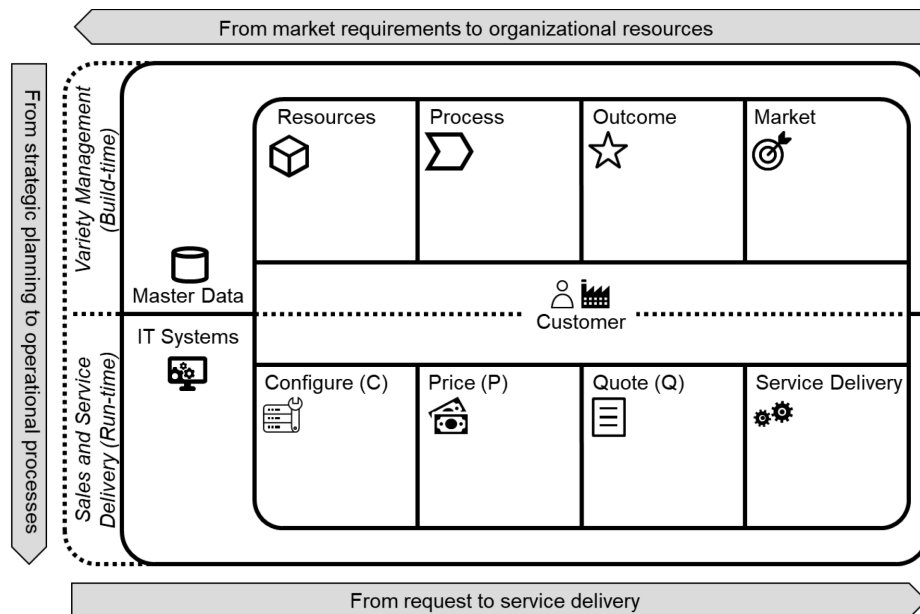 From market requirements to organizational resources
From strategic planning to operational processes
Variety Management
(Build-time)
Resources
Process
Outcome
Market
Master Data
Customer
IT Systems
Sales and Service
Delivery (Run-time)
Configure (C)
Price (P)
Quote (Q)
Service Delivery
From request to service delivery